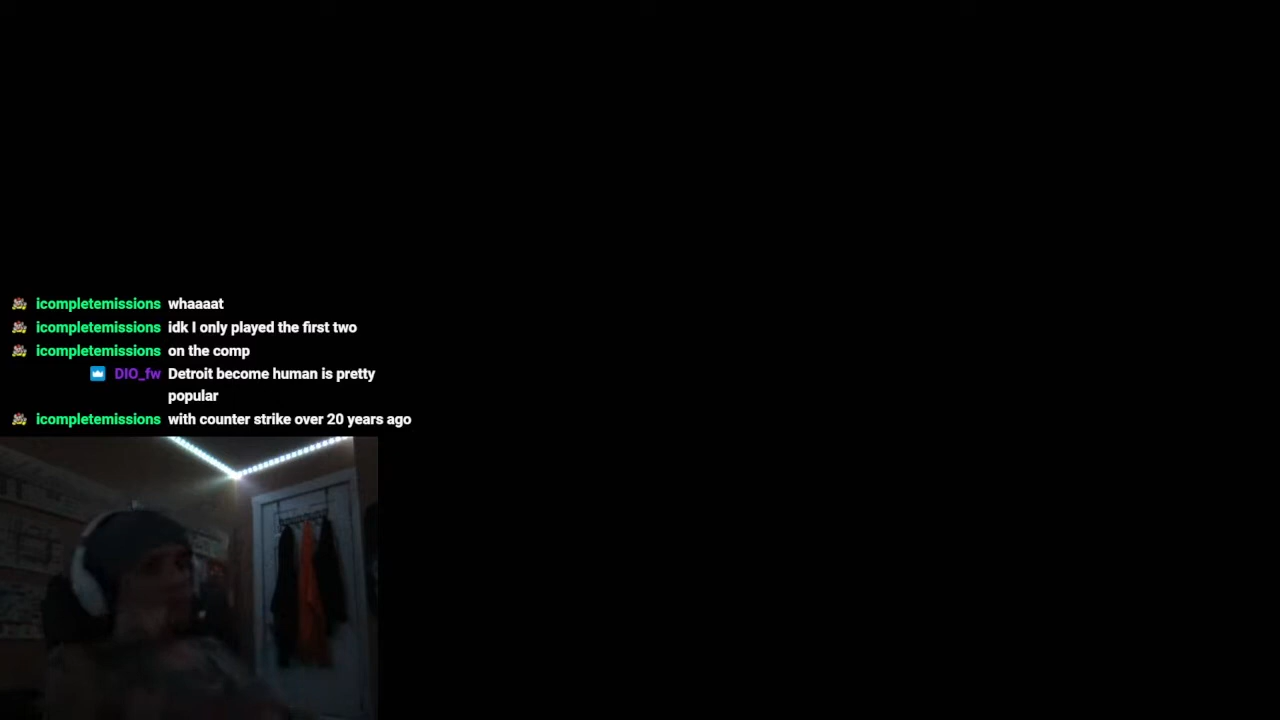 icompletemissions whaaaat
icompletemissions idk I only played the first two
icompletemissions on the comp
DIO_fw Detroit become human is pretty
popular
icompletemissions with counter strike over 20 years ago